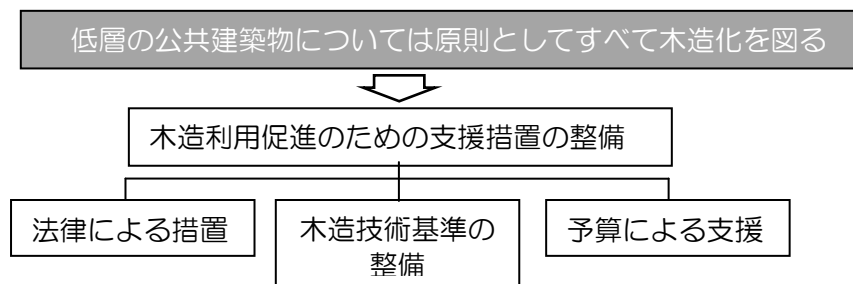 低層の公共建築物については原則としてすべて木造化を図る
木造利用促進のための支援措置の整備
法律による措置
木造技術基準の
整備
予算による支援